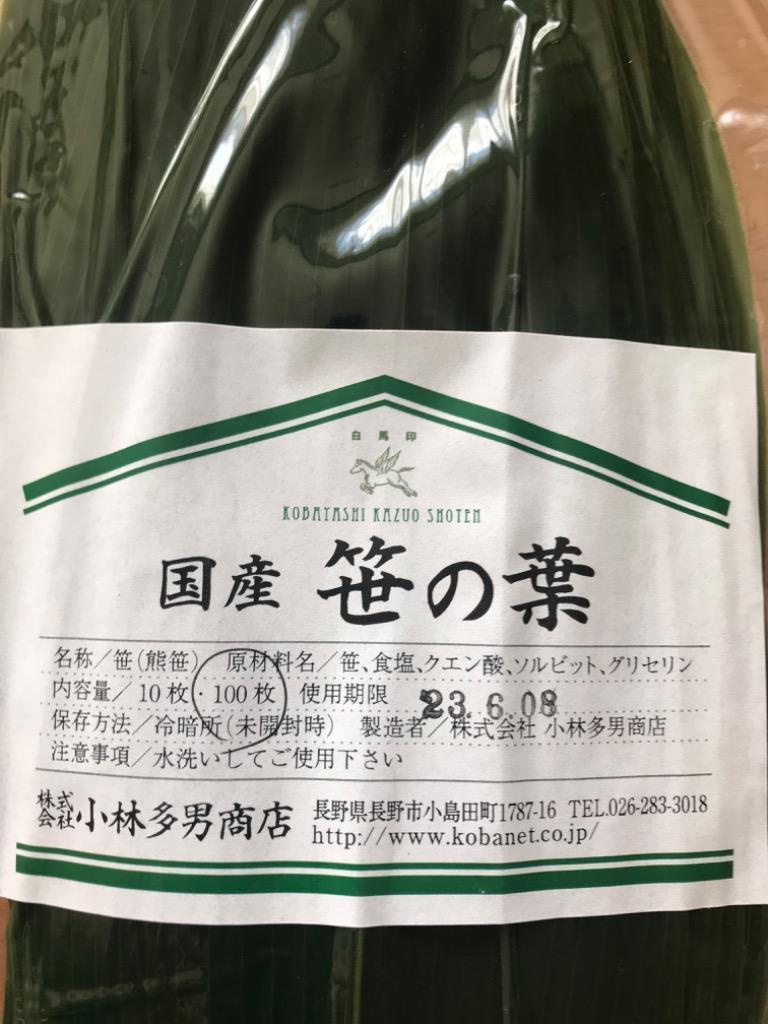 白馬印
KOBAYASHI KAZUO SHOTEN
国産 笹の葉
名称／笹（熊笹） 原材料名／笹、食塩、クエン酸、ソルビット、グリセリン
内容量／10枚・100枚 使用期限 23.6.08
保存方法／冷暗所（未開封時） 製造者／株式会社 小林多男商店
注意事項／水洗いしてご使用下さい
株式会社小林多男商店 長野県長野市小島田町1787-16 TEL.026-283-3018
http://www.kobanet.co.jp/